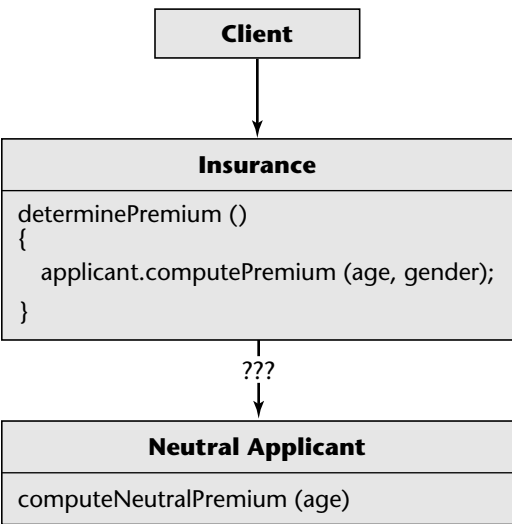 Client
Insurance
determinePremium ()
{
applicant.computePremium (age, gender);
}
???
Neutral Applicant
computeNeutralPremium (age)